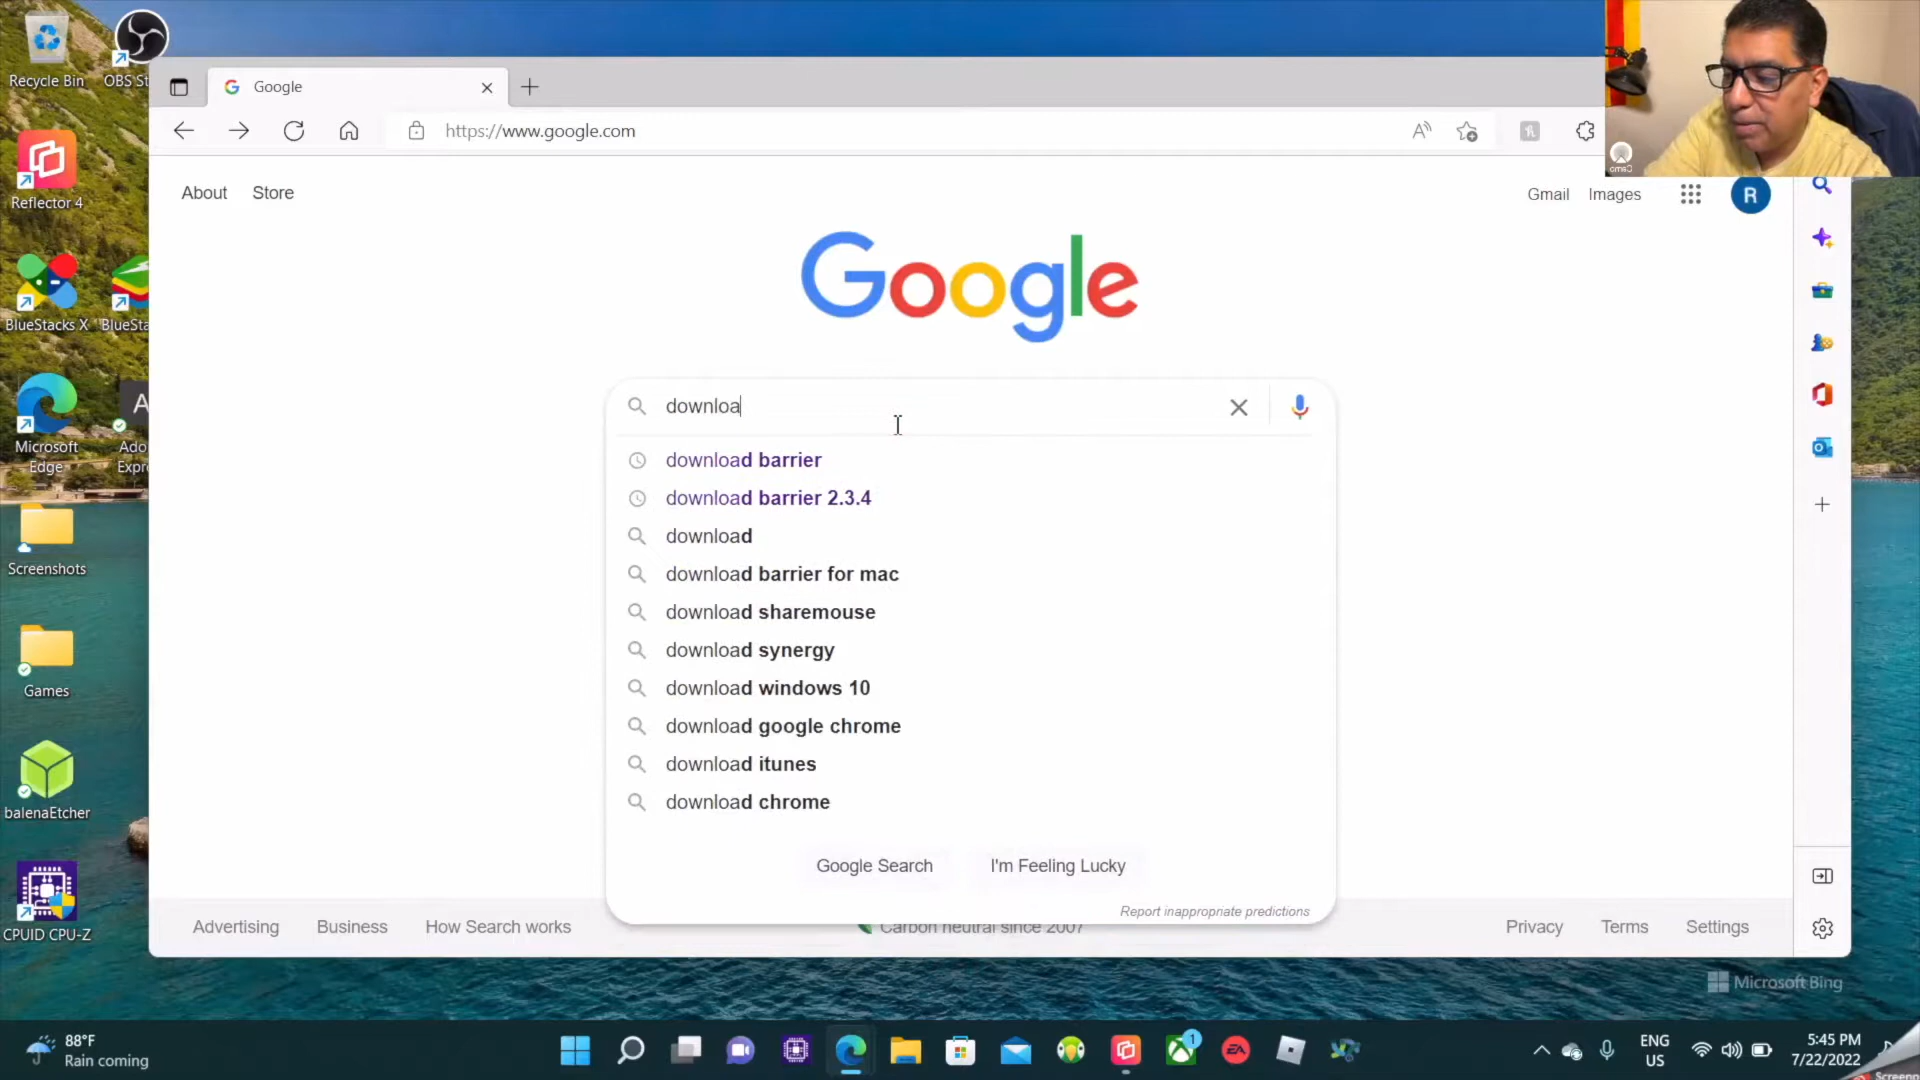 Recycle Bin
OBS St
Google
https://www.google.com
Reflector 4
About
Store
Gmail
Images
R
Google
BlueStacks X
BlueSta
downloa
download barrier
download barrier 2.3.4
download
download barrier for mac
download sharemouse
download synergy
download windows 10
download google chrome
download itunes
download chrome
Microsoft
Edge
Ado
Expr
Screenshots
Games
balenaEtcher
CPUID CPU-Z
Google Search
I'm Feeling Lucky
Report inappropriate predictions
Advertising
Business
How Search works
Carbon neutral since 2007
Privacy
Terms
Settings
Microsoft Bing
88°F
Rain coming
1
EA
ENG
US
5:45 PM
7/22/2022